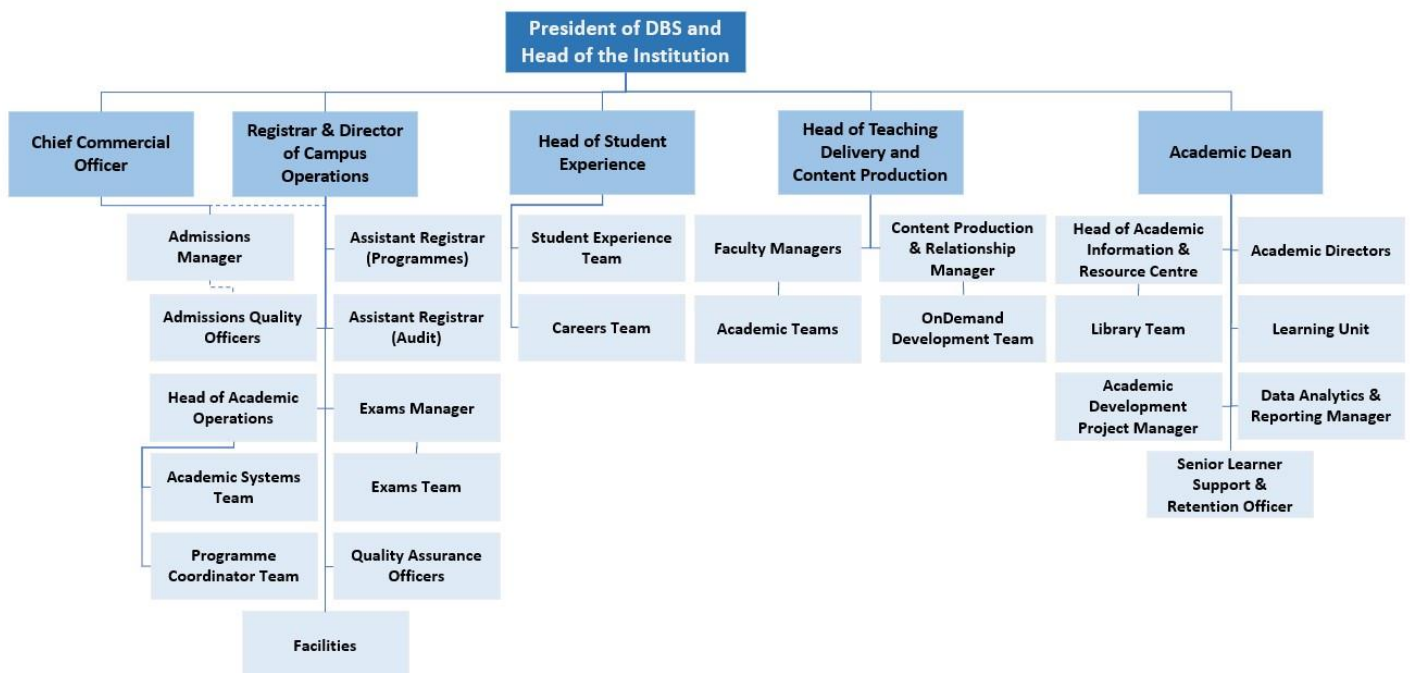 President of DBS and
Head of the Institution
Chief Commercial
Officer
Registrar & Director
of Campus
Operations
Head of Student
Experience
Head of Teaching
Delivery and
Content Production
Academic Dean
Admissions
Manager
Assistant Registrar
(Programmes)
Student Experience
Team
Faculty Managers
Content Production
& Relationship
Manager
Head of Academic
Information &
Resource Centre
Academic Directors
Admissions Quality
Officers
Assistant Registrar
(Audit)
Careers Team
Academic Teams
OnDemand
Development Team
Library Team
Learning Unit
Head of Academic
Operations
Exams Manager
Academic
Development
Project Manager
Data Analytics &
Reporting Manager
Academic Systems
Team
Exams Team
Senior Learner
Support &
Retention Officer
Programme
Coordinator Team
Quality Assurance
Officers
Facilities